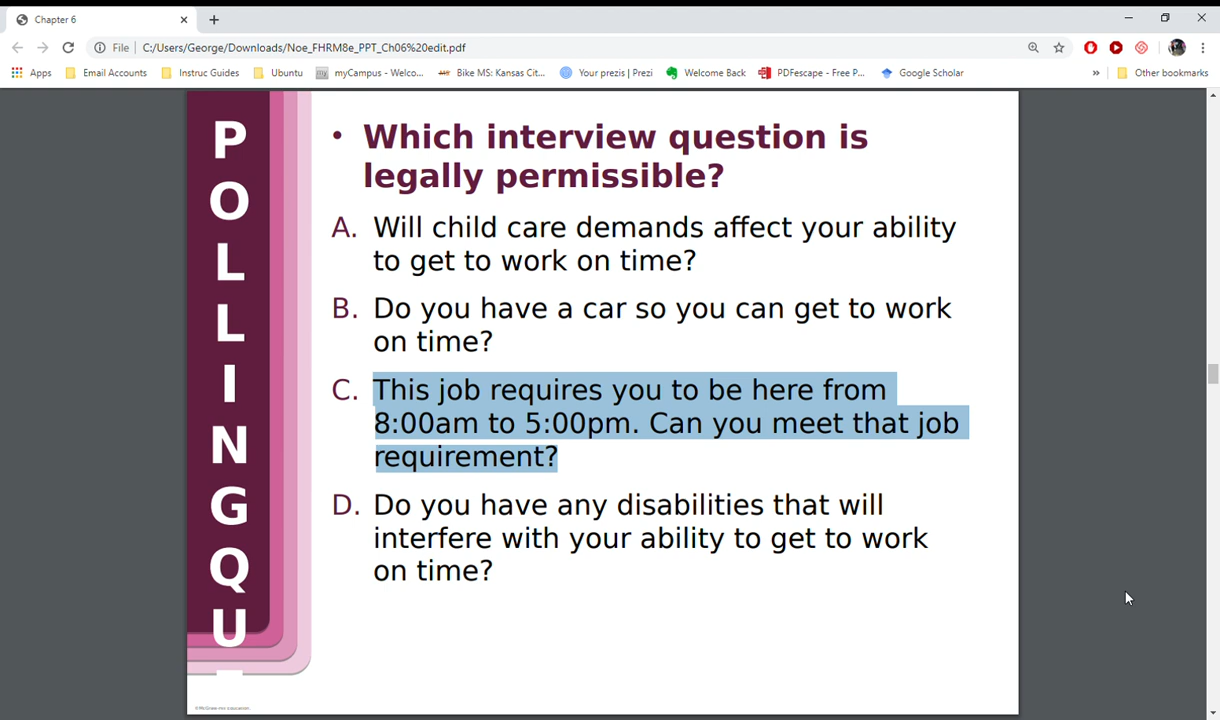 Chapter 6
File | C:/Users/George/Downloads/Noe_FHRM8e_PPT_Ch06%20edit.pdf
Apps Email Accounts Instruc Guides Ubuntu myCampus - Welco... Bike MS: Kansas Cit... Your prezis | Prezi Welcome Back PDFescape - Free P... Google Scholar » Other bookmarks
P
O
L
L
I
N
G
Q
U
• Which interview question is
legally permissible?
A. Will child care demands affect your ability
to get to work on time?
B. Do you have a car so you can get to work
on time?
C. This job requires you to be here from
8:00am to 5:00pm. Can you meet that job
requirement?
D. Do you have any disabilities that will
interfere with your ability to get to work
on time?
©McGraw-Hill Education